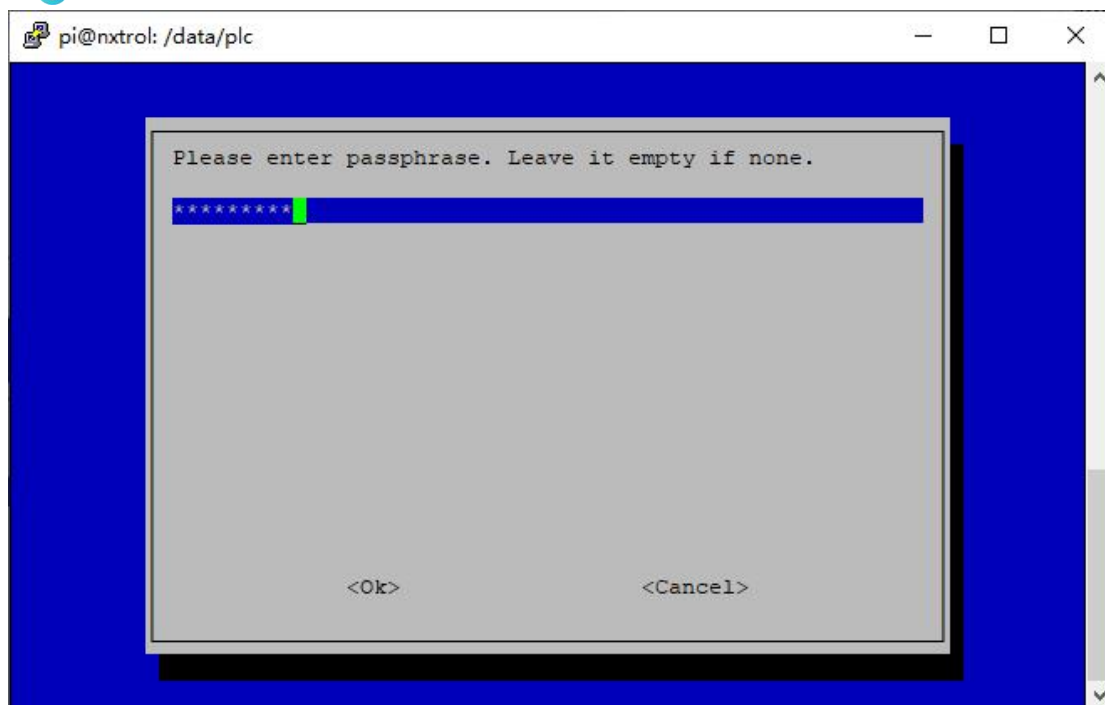 pi@nxtrol: /data/plc
Please enter passphrase. Leave it empty if none.
*********
<Ok> <Cancel>